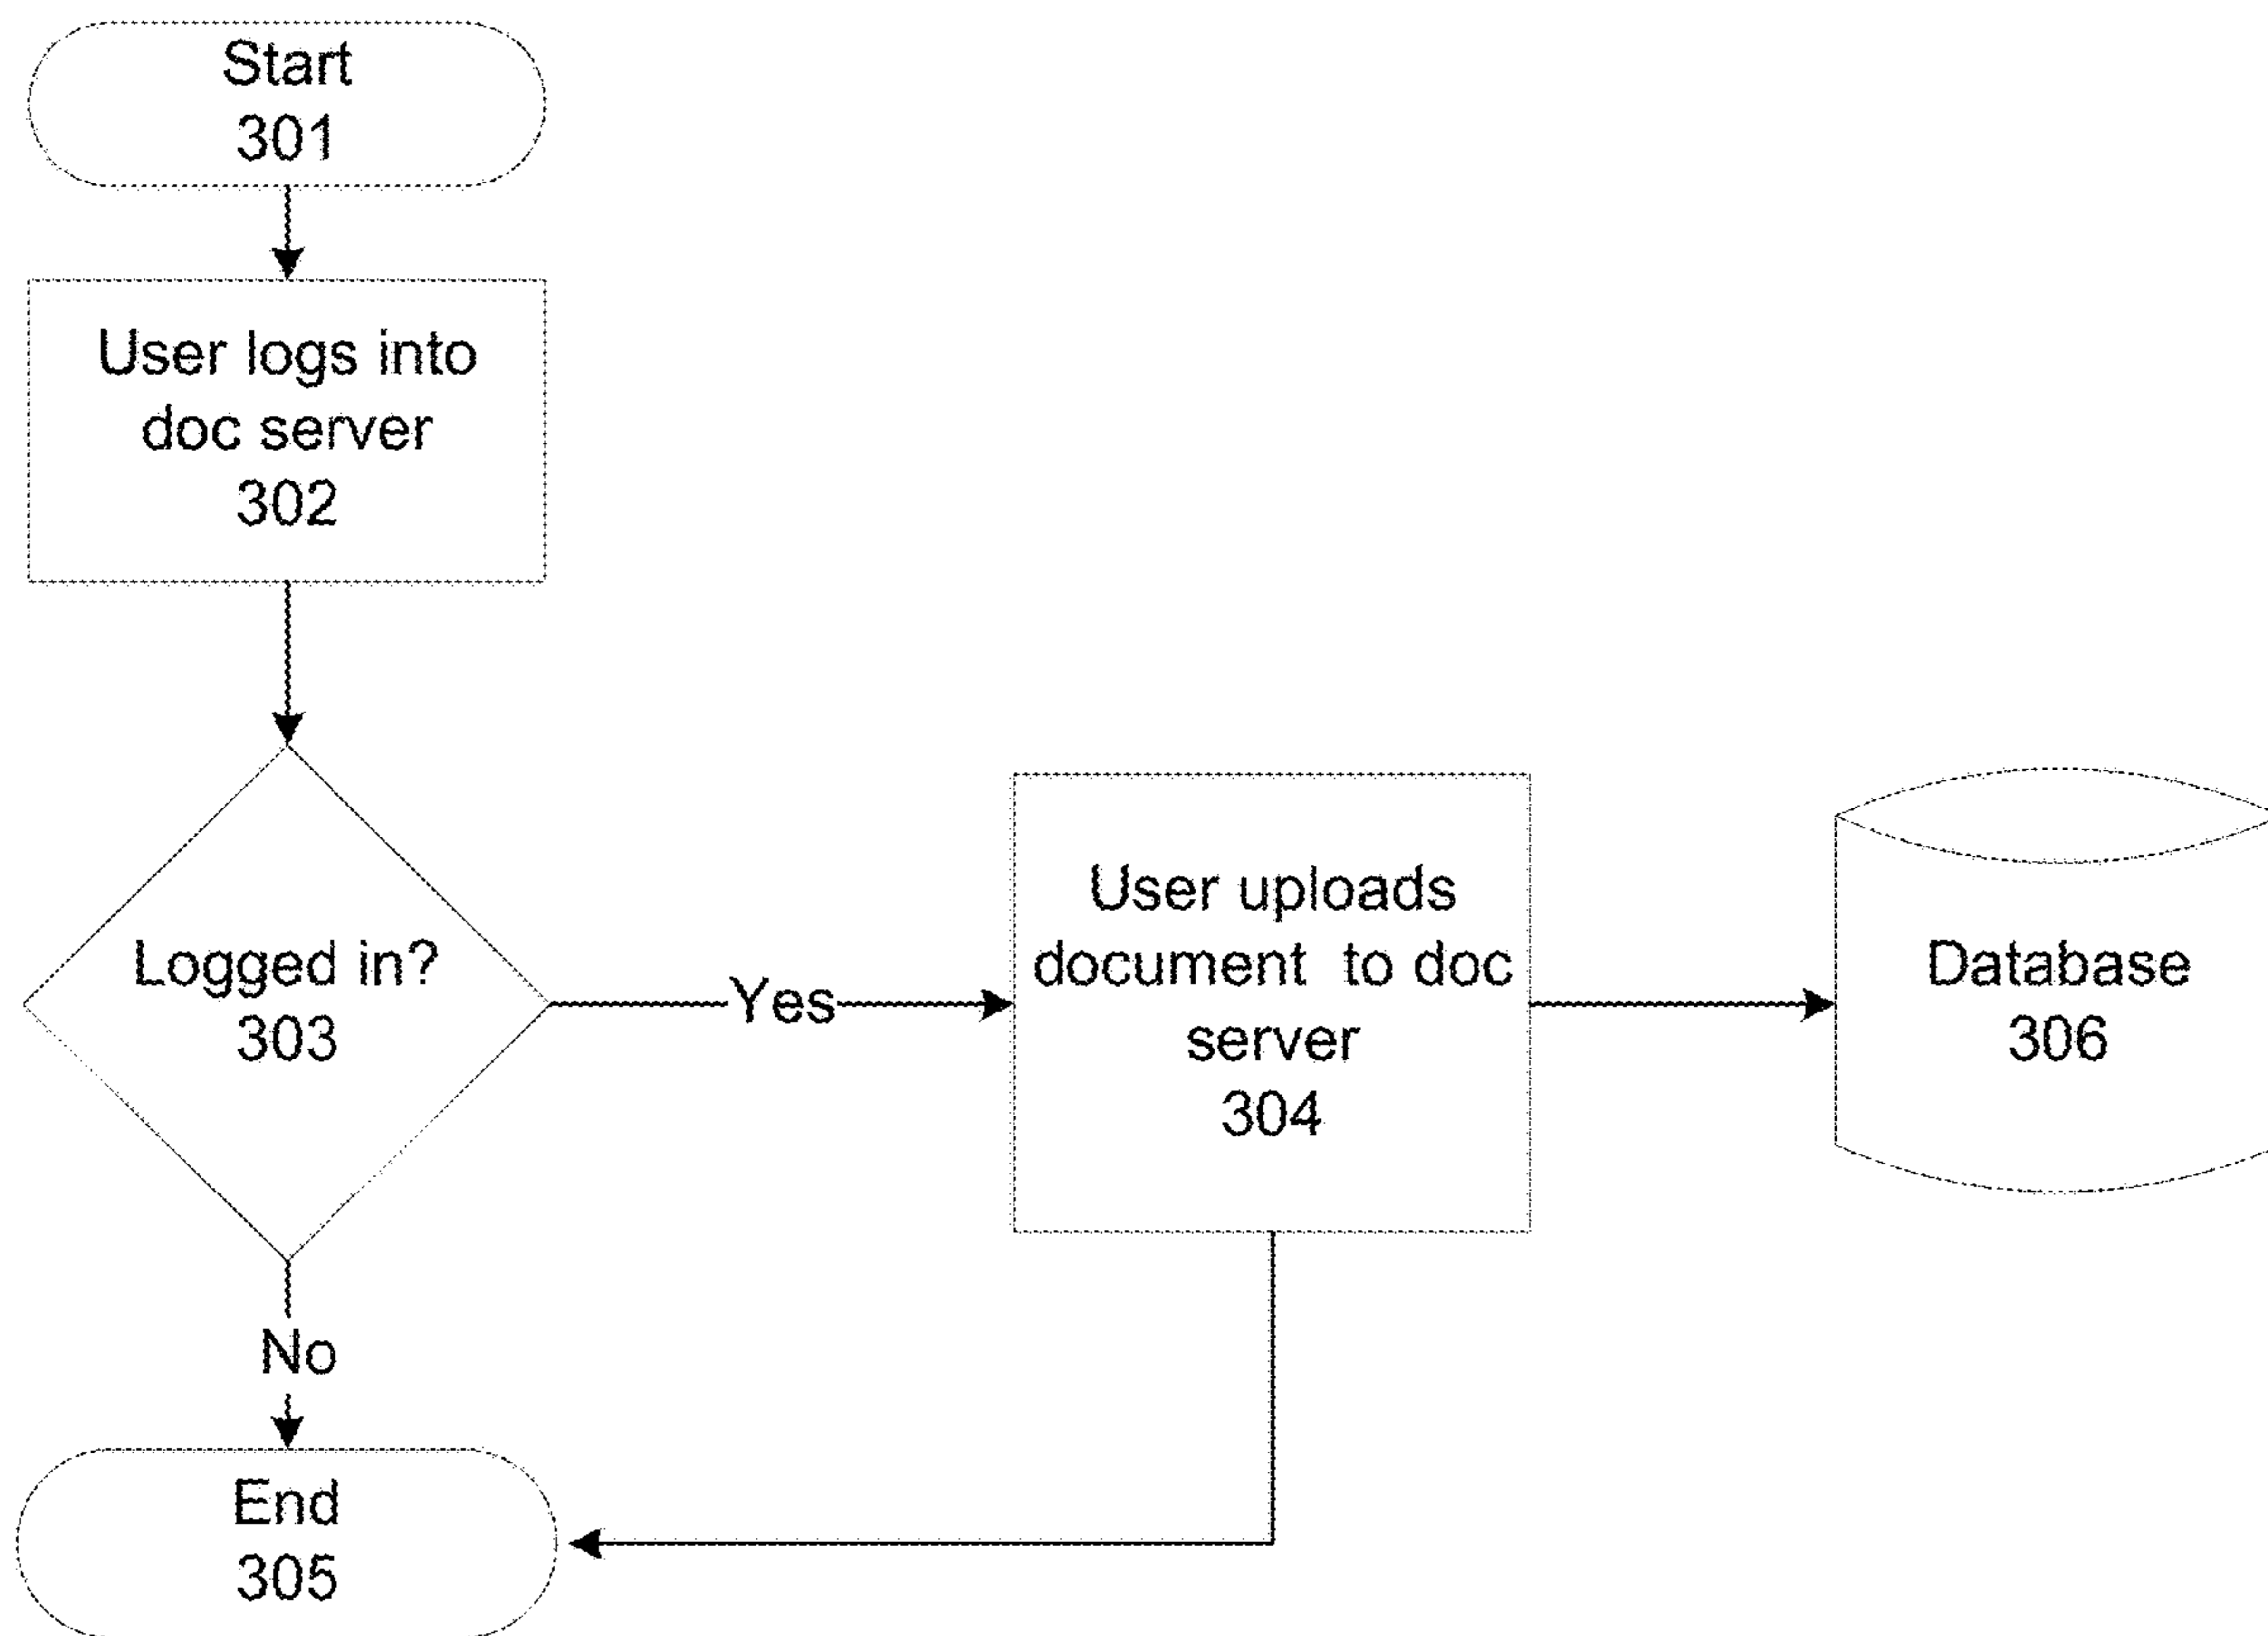 Start
301
User logs into
doc server
302
Logged in?
303
Yes
User uploads
document to doc
server
304
Database
306
No
End
305